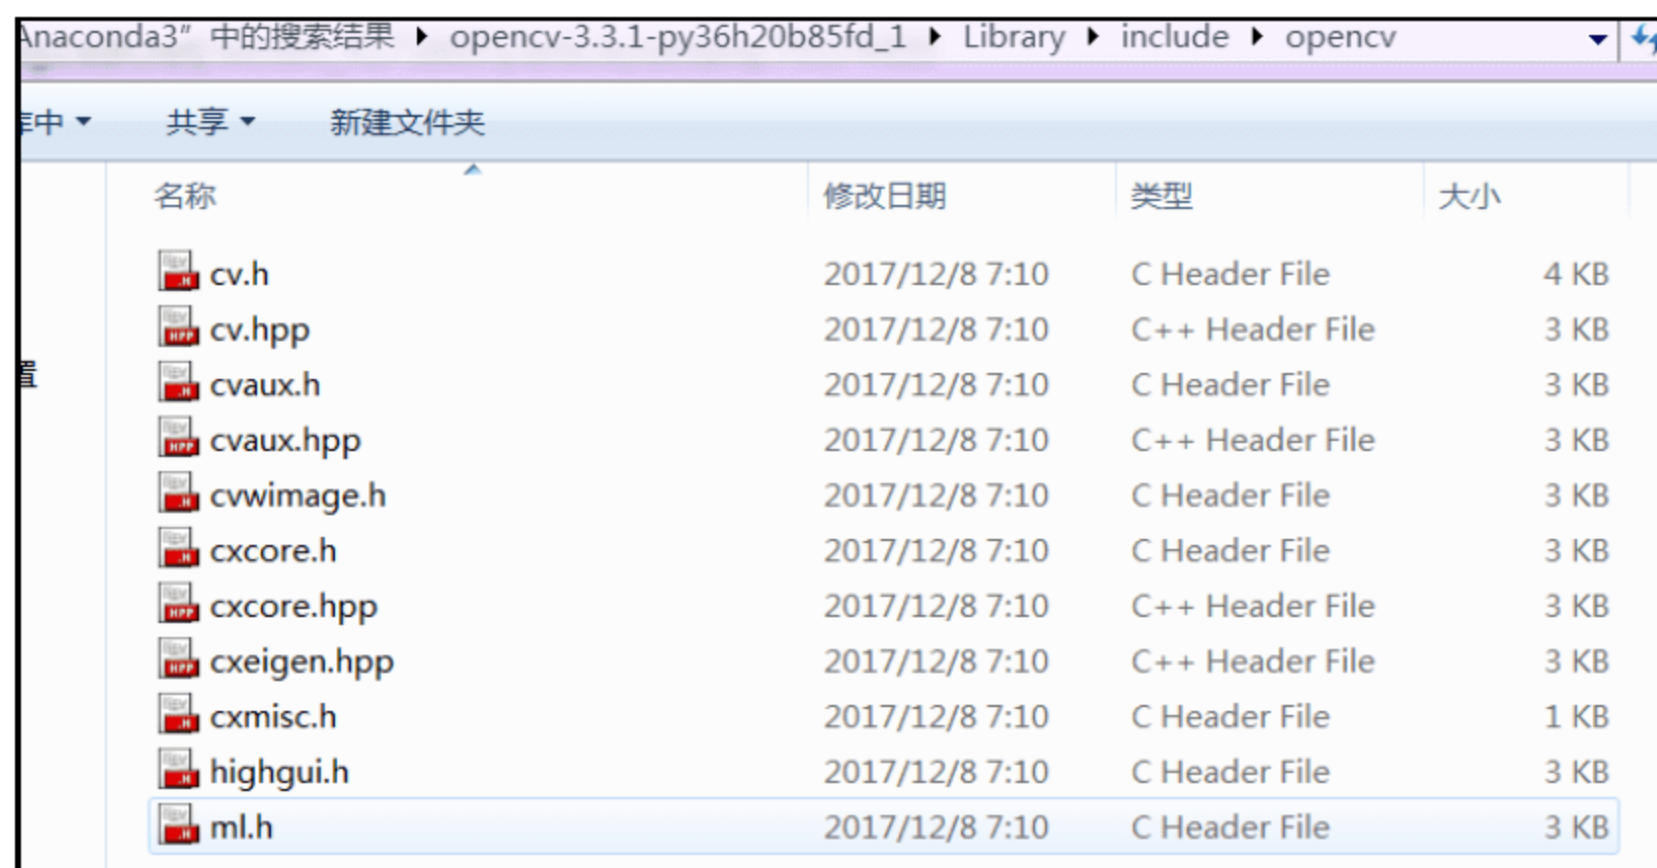 Anaconda3” 中的搜索结果 ▸ opencv-3.3.1-py36h20b85fd_1 ▸ Library ▸ include ▸ opencv
库中 共享 新建文件夹
名称 修改日期 类型 大小
cv.h 2017/12/8 7:10 C Header File 4 KB
cv.hpp 2017/12/8 7:10 C++ Header File 3 KB
置
cvaux.h 2017/12/8 7:10 C Header File 3 KB
cvaux.hpp 2017/12/8 7:10 C++ Header File 3 KB
cvwimage.h 2017/12/8 7:10 C Header File 3 KB
cxcore.h 2017/12/8 7:10 C Header File 3 KB
cxcore.hpp 2017/12/8 7:10 C++ Header File 3 KB
cxeigen.hpp 2017/12/8 7:10 C++ Header File 3 KB
cxmisc.h 2017/12/8 7:10 C Header File 1 KB
highgui.h 2017/12/8 7:10 C Header File 3 KB
ml.h 2017/12/8 7:10 C Header File 3 KB